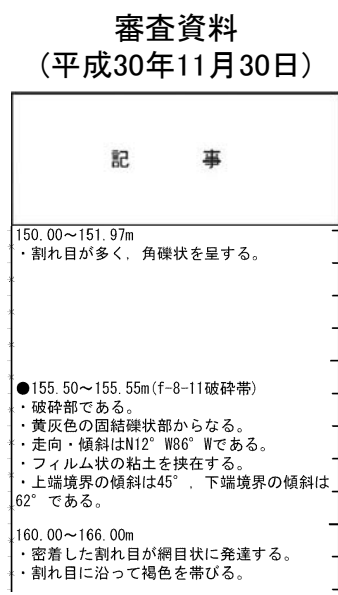 審査資料
(平成30年11月30日)
記　　事
150.00～151.97m
・割れ目が多く，角礫状を呈する。
●155.50～155.55m(f-8-11破砕帯)
・破砕部である。
・黄灰色の固結礫状部からなる。
・走向・傾斜はN12°W86°Wである。
・フィルム状の粘土を挟在する。
・上端境界の傾斜は45°，下端境界の傾斜は
62°である。
160.00～166.00m
・密着した割れ目が網目状に発達する。
・割れ目に沿って褐色を帯びる。